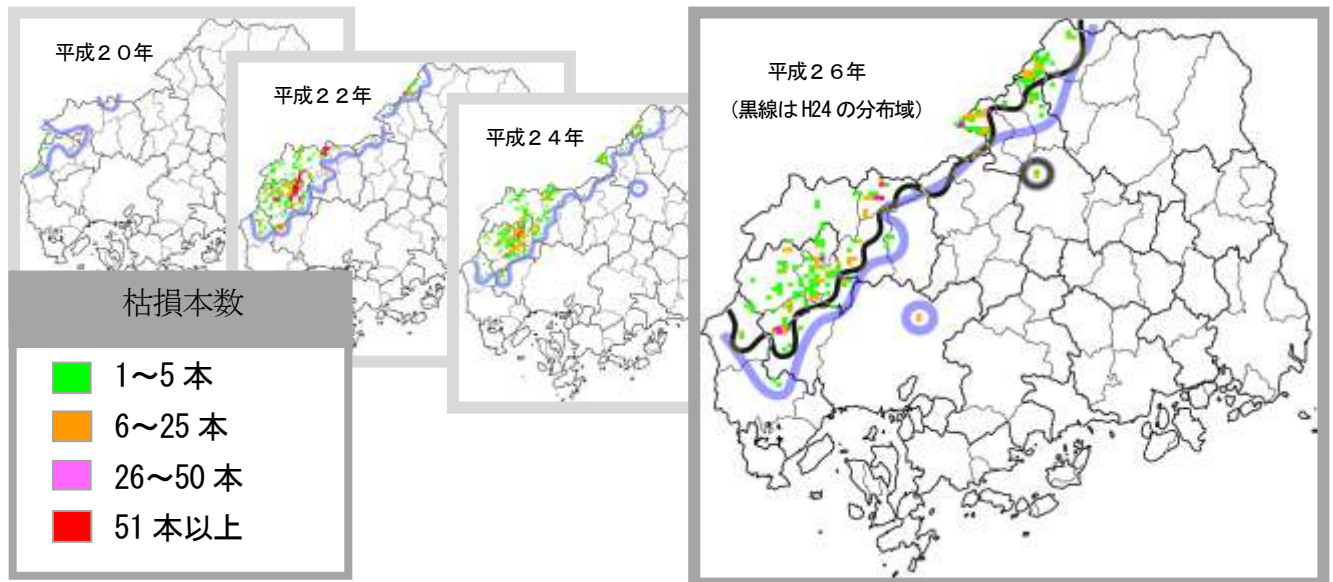 平成２０年
平成２２年
平成２４年
平成２６年
（黒線はH24の分布域）
枯損本数
1～5 本
6～25 本
26～50 本
51 本以上